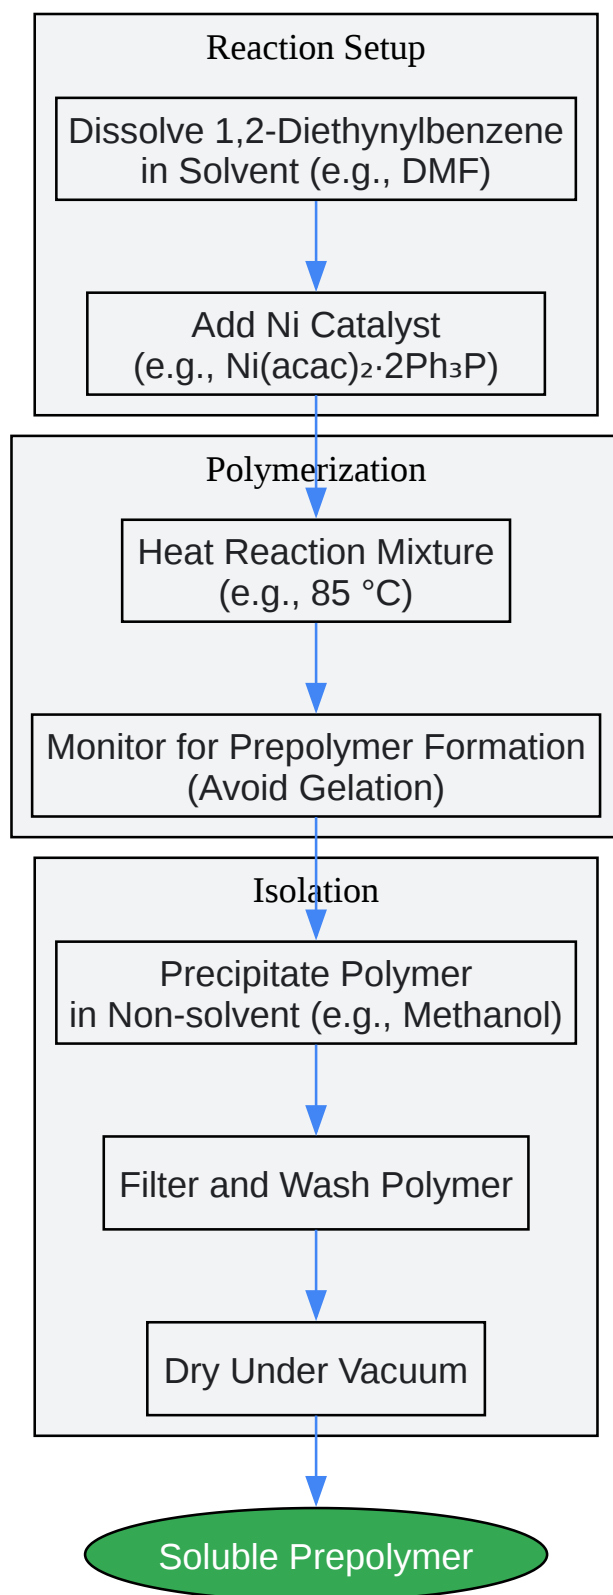 Reaction Setup
Dissolve 1,2-Diethynylbenzene
in Solvent (e.g., DMF)
Add Ni Catalyst
(e.g., Ni(acac)₂·2Ph₃P)
Polymerization
Heat Reaction Mixture
(e.g., 85 °C)
Monitor for Prepolymer Formation
(Avoid Gelation)
Isolation
Precipitate Polymer
in Non-solvent (e.g., Methanol)
Filter and Wash Polymer
Dry Under Vacuum
Soluble Prepolymer